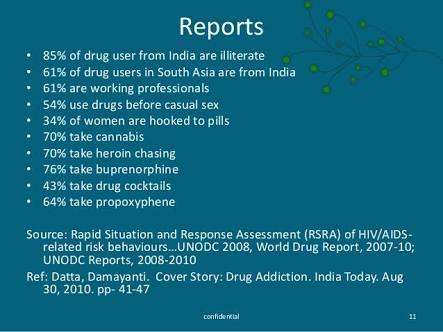 Reports
• 85% of drug user from India are illiterate
• 61% of drug users in South Asia are from India
• 61% are working professionals
• 54% use drugs before casual sex
• 34% of women are hooked to pills
• 70% take cannabis
• 70% take heroin chasing
• 76% take buprenorphine
• 43% take drug cocktails
• 64% take propoxyphene
Source: Rapid Situation and Response Assessment (RSRA) of HIV/AIDS-
related risk behaviours…UNODC 2008, World Drug Report, 2007-10;
UNODC Reports, 2008-2010
Ref: Datta, Damayanti. Cover Story: Drug Addiction. India Today. Aug
30, 2010. pp- 41-47
confidential
11